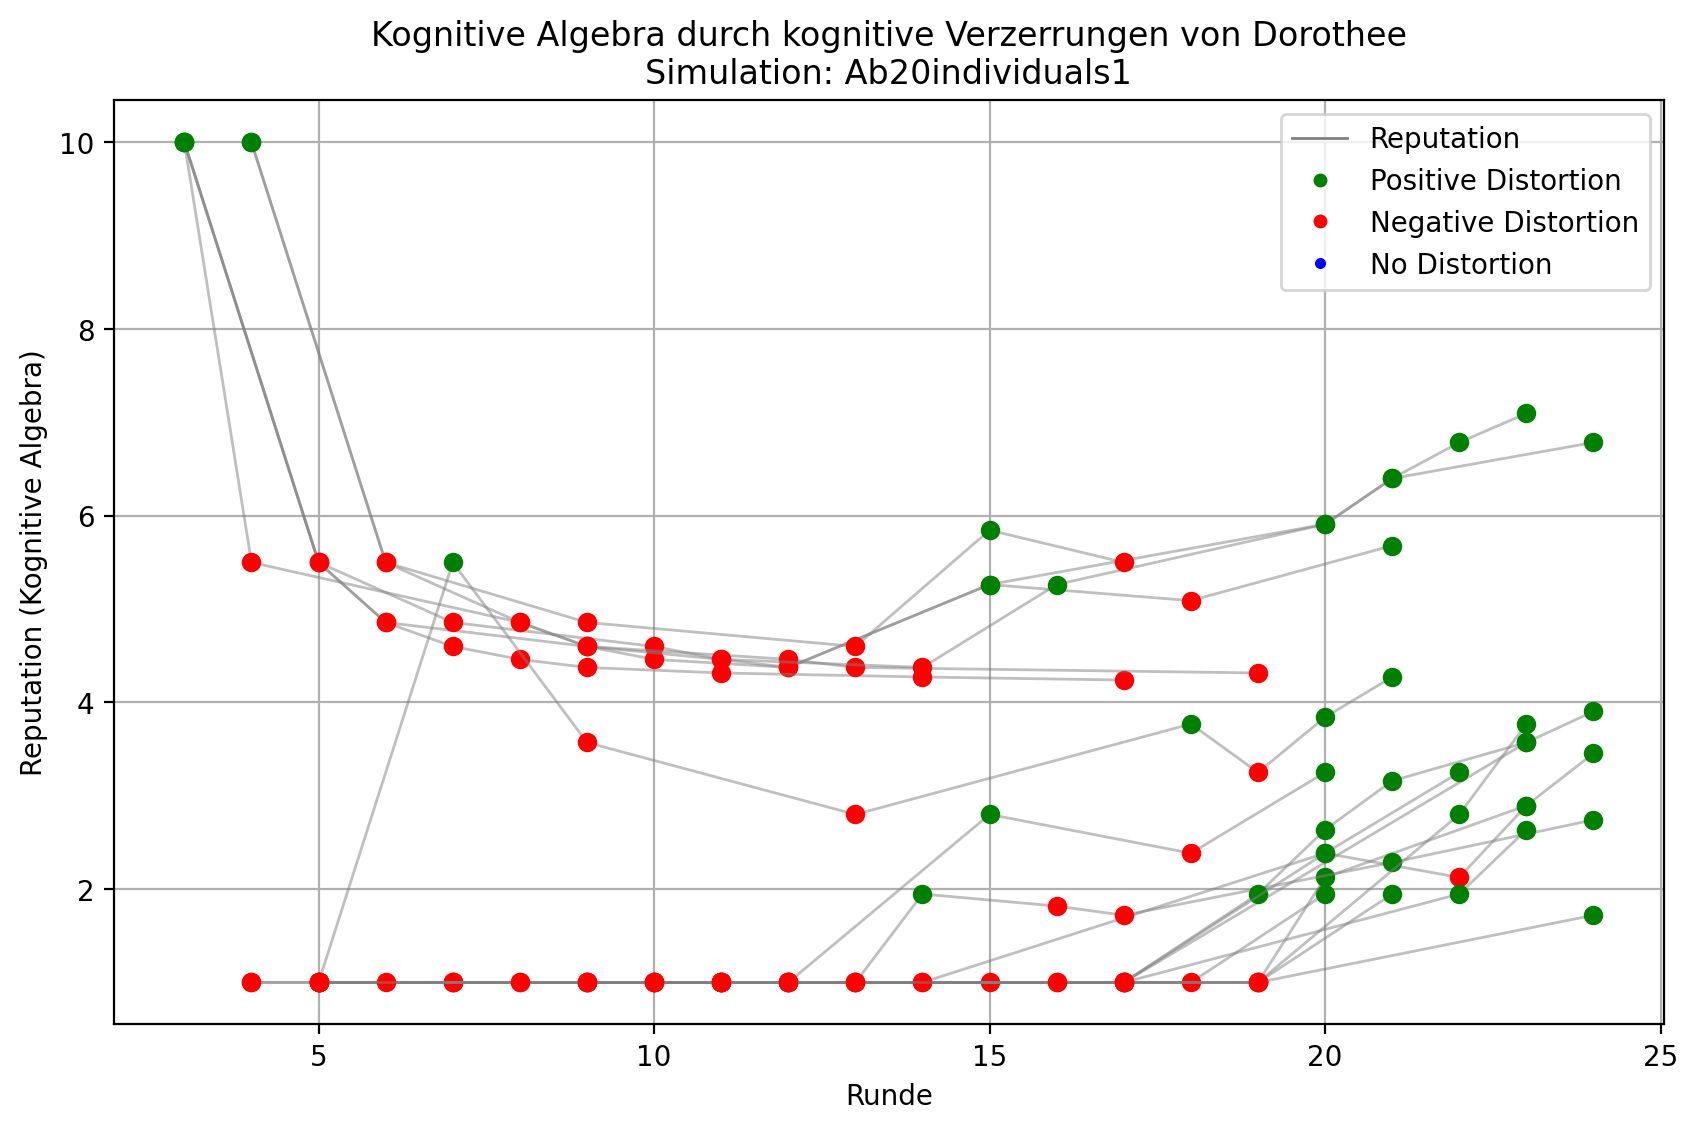 Kognitive Algebra durch kognitive Verzerrungen von Dorothee
Simulation: Ab20individuals1
Reputation
Positive Distortion
Negative Distortion
No Distortion
Reputation (Kognitive Algebra)
10
8
6
4
2
5
10
15
20
25
Runde